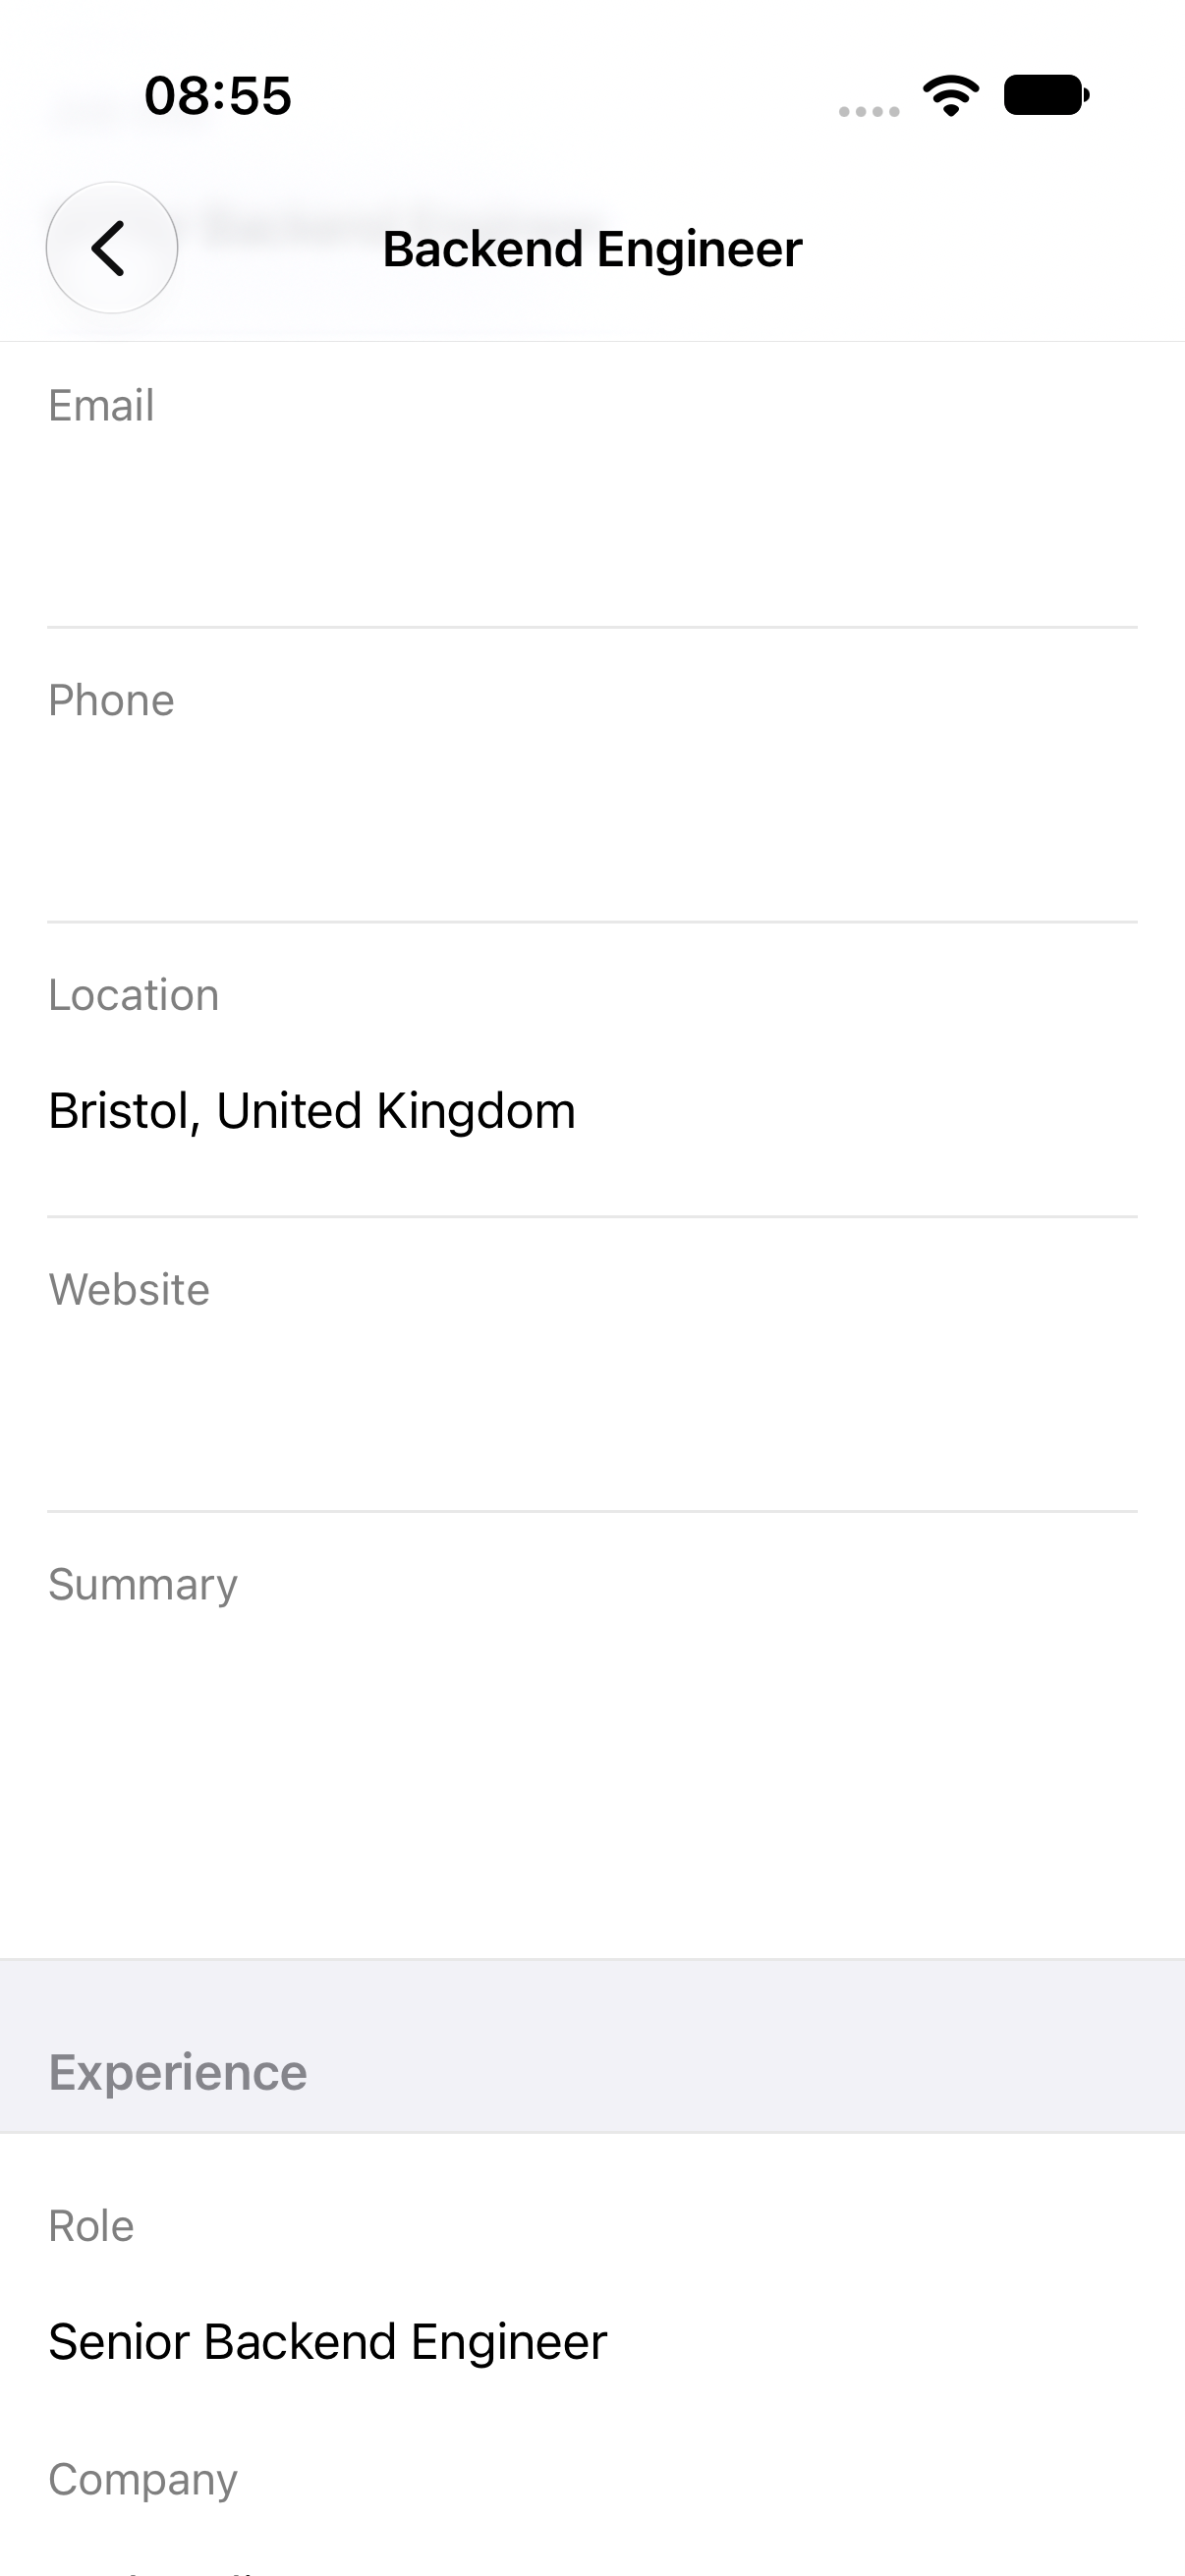 08:55
Backend Engineer
Email
Phone
Location
Bristol, United Kingdom
Website
Summary
Experience
Role
Senior Backend Engineer
Company